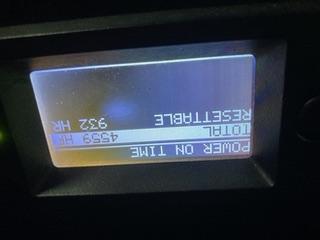 POWER ON TIME
TOTAL 4559 HR
RESETTABLE
932 HR